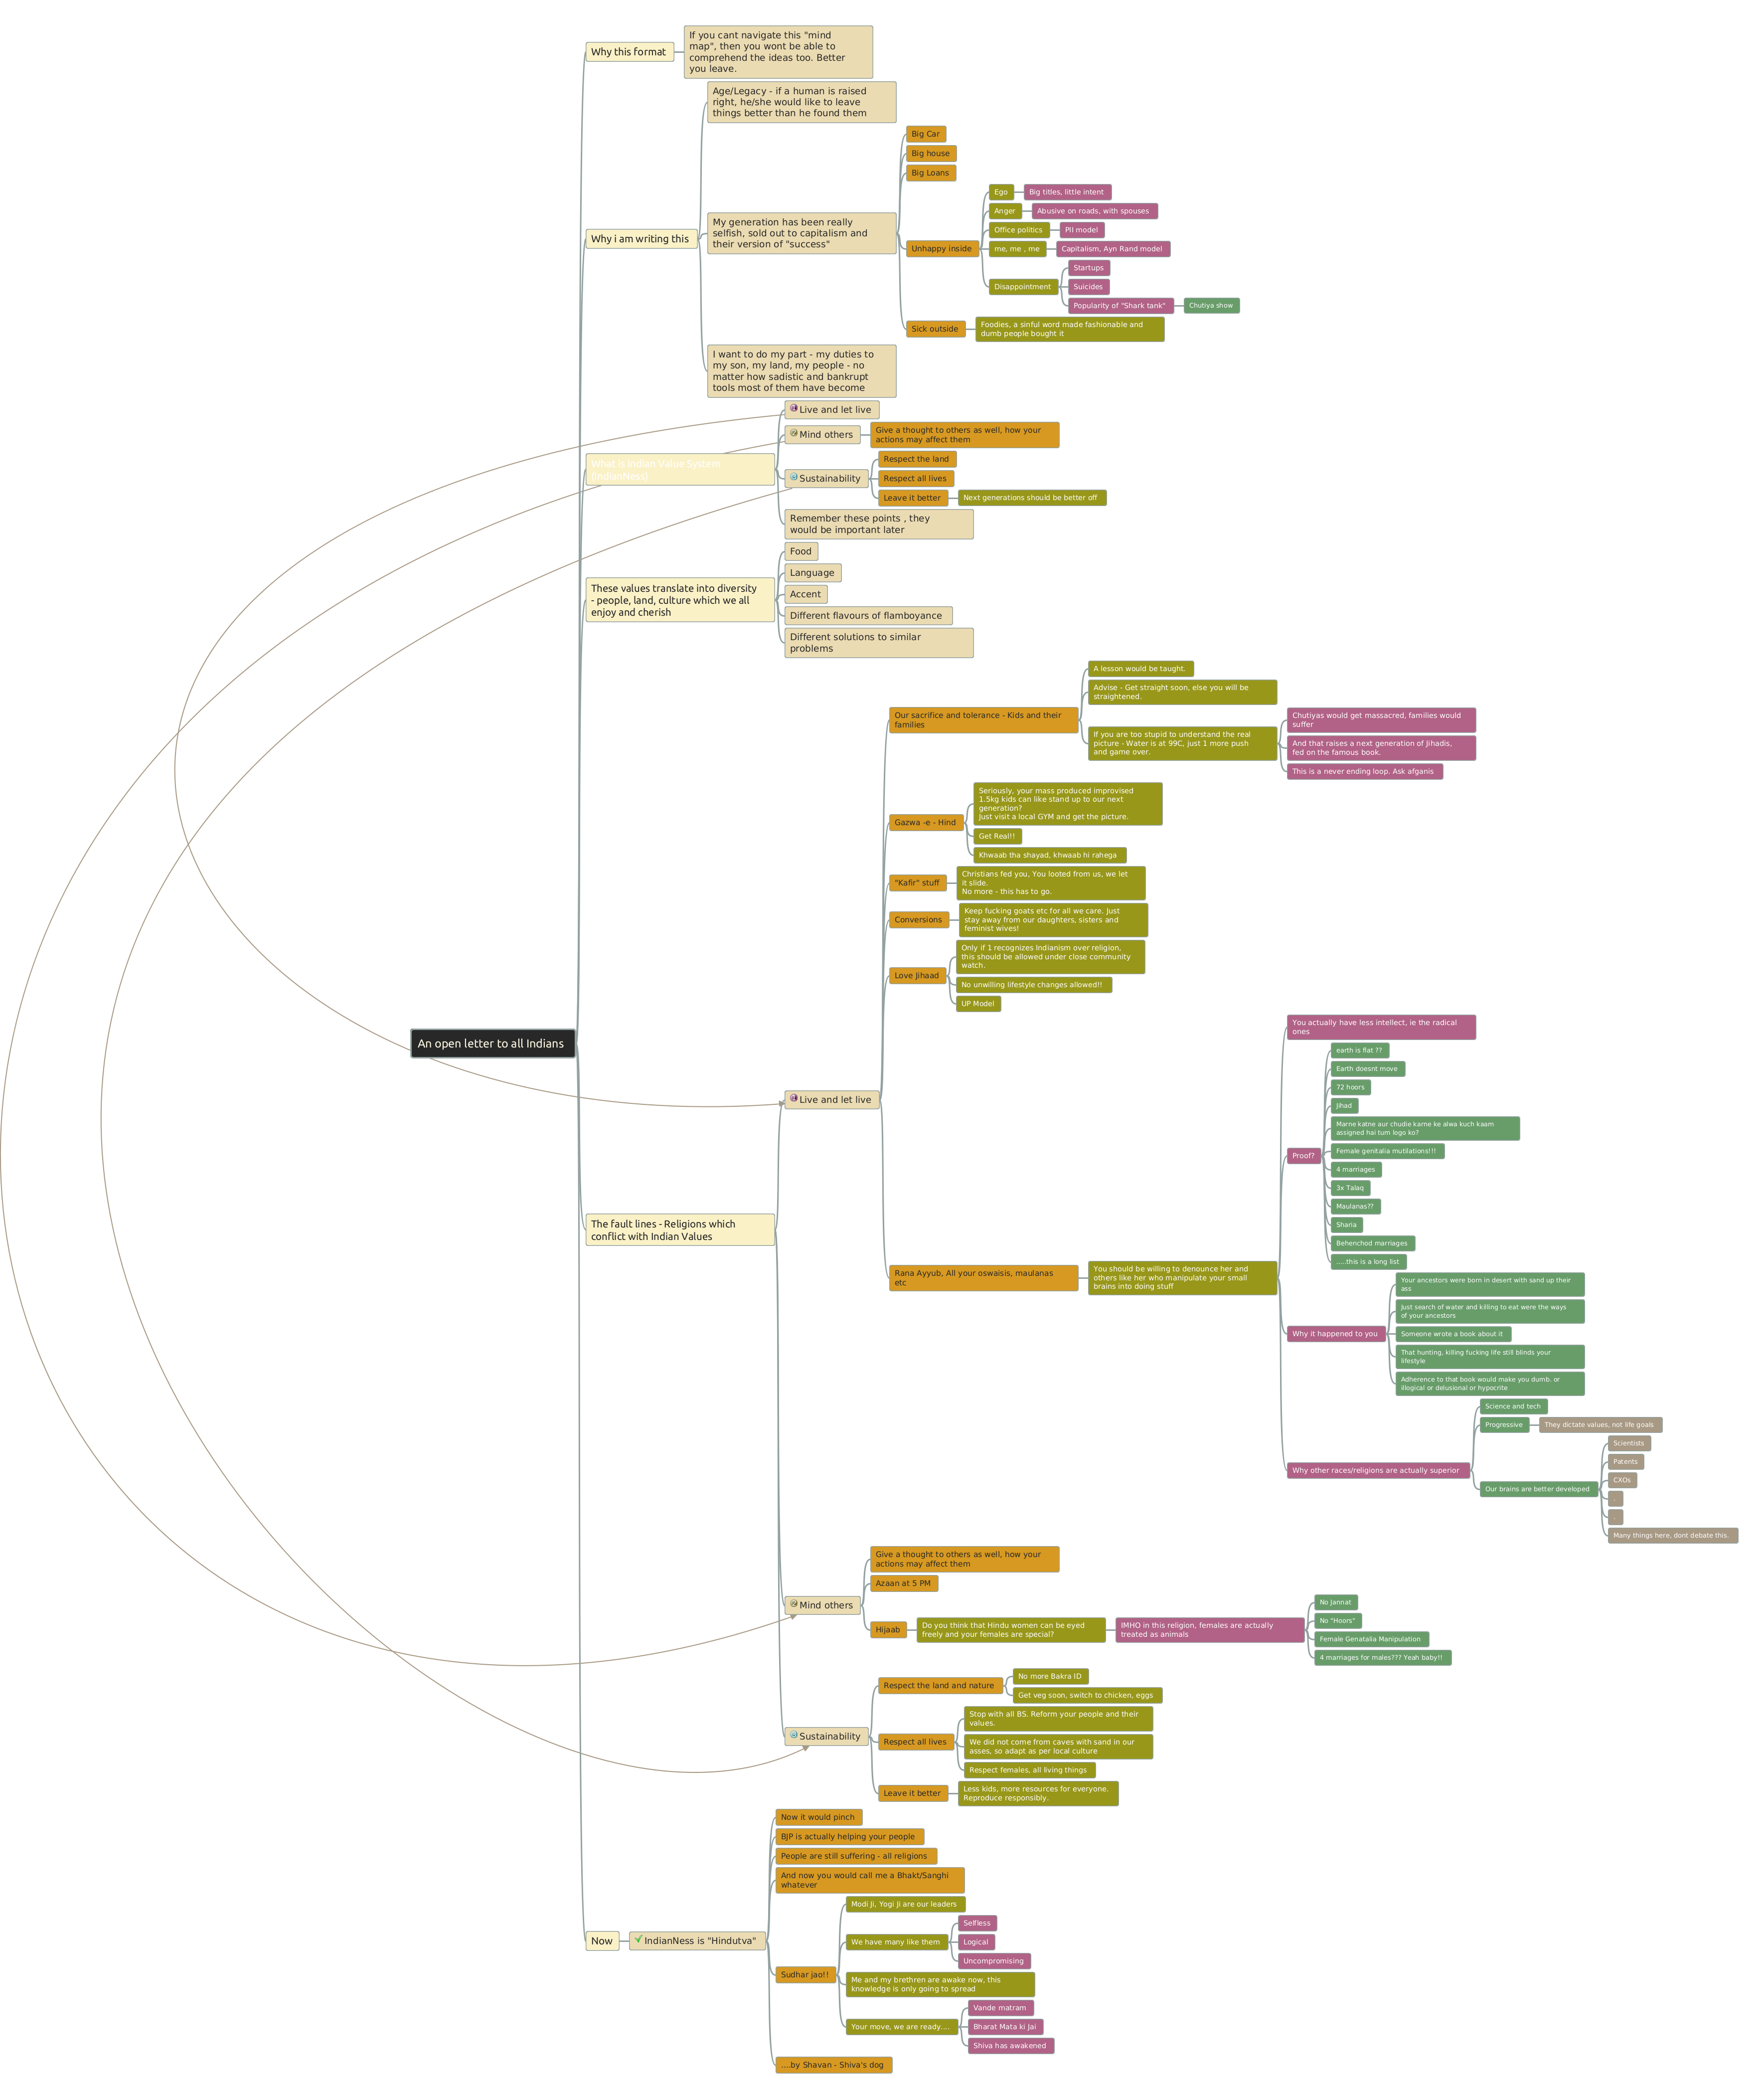 An open letter to all Indians
Why this format
If you cant navigate this "mind
map", then you wont be able to
comprehend the ideas too. Better
you leave.
Why i am writing this
Age/Legacy - if a human is raised
right, he/she would like to leave
things better than he found them
My generation has been really
selfish, sold out to capitalism and
their version of "success"
Big Car
Big house
Big Loans
Unhappy inside
Ego
Big titles, little intent
Anger
Abusive on roads, with spouses
Office politics
PII model
me, me , me
Capitalism, Ayn Rand model
Disappointment
Startups
Suicides
Popularity of "Shark tank"
Chutiya show
Sick outside
Foodies, a sinful word made fashionable and
dumb people bought it
I want to do my part - my duties to
my son, my land, my people - no
matter how sadistic and bankrupt
tools most of them have become
What is Indian Value System
(IndianNess)
Live and let live
Mind others
Give a thought to others as well, how your
actions may affect them
Sustainability
Respect the land
Respect all lives
Leave it better
Next generations should be better off
Remember these points , they
would be important later
These values translate into diversity
- people, land, culture which we all
enjoy and cherish
Food
Language
Accent
Different flavours of flamboyance
Different solutions to similar
problems
The fault lines - Religions which
conflict with Indian Values
Live and let live
Our sacrifice and tolerance - Kids and their
families
A lesson would be taught.
Advise - Get straight soon, else you will be
straightened.
If you are too stupid to understand the real
picture - Water is at 99C, just 1 more push
and game over.
Chutiyas would get massacred, families would
suffer
And that raises a next generation of Jihadis,
fed on the famous book.
This is a never ending loop. Ask afganis
Gazwa -e - Hind
Seriously, your mass produced improvised
1.5kg kids can like stand up to our next
generation?
Just visit a local GYM and get the picture.
Get Real!!
Khwaab tha shayad, khwaab hi rahega
"Kafir" stuff
Christians fed you, You looted from us, we let
it slide.
No more - this has to go.
Conversions
Keep fucking goats etc for all we care. Just
stay away from our daughters, sisters and
feminist wives!
Love Jihaad
Only if 1 recognizes Indianism over religion,
this should be allowed under close community
watch.
No unwilling lifestyle changes allowed!!
UP Model
Rana Ayyub, All your oswaisis, maulanas
etc
You should be willing to denounce her and
others like her who manipulate your small
brains into doing stuff
You actually have less intellect, ie the radical
ones
Proof?
earth is flat ??
Earth doesnt move
72 hoors
Jihad
Marne katne aur chudie karne ke alwa kuch kaam
assigned hai tum logo ko?
Female genitalia mutilations!!!
4 marriages
3x Talaq
Maulanas??
Sharia
Behenchod marriages
.....this is a long list
Why it happened to you
Your ancestors were born in desert with sand up their
ass
Just search of water and killing to eat were the ways
of your ancestors
Someone wrote a book about it
That hunting, killing fucking life still blinds your
lifestyle
Adherence to that book would make you dumb. or
illogical or delusional or hypocrite
Why other races/religions are actually superior
Science and tech
Progressive
They dictate values, not life goals
Our brains are better developed
Scientists
Patents
CXOs
.
.
Many things here, dont debate this.
Mind others
Give a thought to others as well, how your
actions may affect them
Azaan at 5 PM
Hijaab
Do you think that Hindu women can be eyed
freely and your females are special?
IMHO in this religion, females are actually
treated as animals
No Jannat
No "Hoors"
Female Genatalia Manipulation
4 marriages for males??? Yeah baby!!
Sustainability
Respect the land and nature
No more Bakra ID
Get veg soon, switch to chicken, eggs
Respect all lives
Stop with all BS. Reform your people and their
values.
We did not come from caves with sand in our
asses, so adapt as per local culture
Respect females, all living things
Leave it better
Less kids, more resources for everyone.
Reproduce responsibly.
Now
IndianNess is "Hindutva"
Now it would pinch
BJP is actually helping your people
People are still suffering - all religions
And now you would call me a Bhakt/Sanghi
whatever
Sudhar jao!!
Modi Ji, Yogi Ji are our leaders
We have many like them
Selfless
Logical
Uncompromising
Me and my brethren are awake now, this
knowledge is only going to spread
Your move, we are ready....
Vande matram
Bharat Mata ki Jai
Shiva has awakened
....by Shavan - Shiva's dog